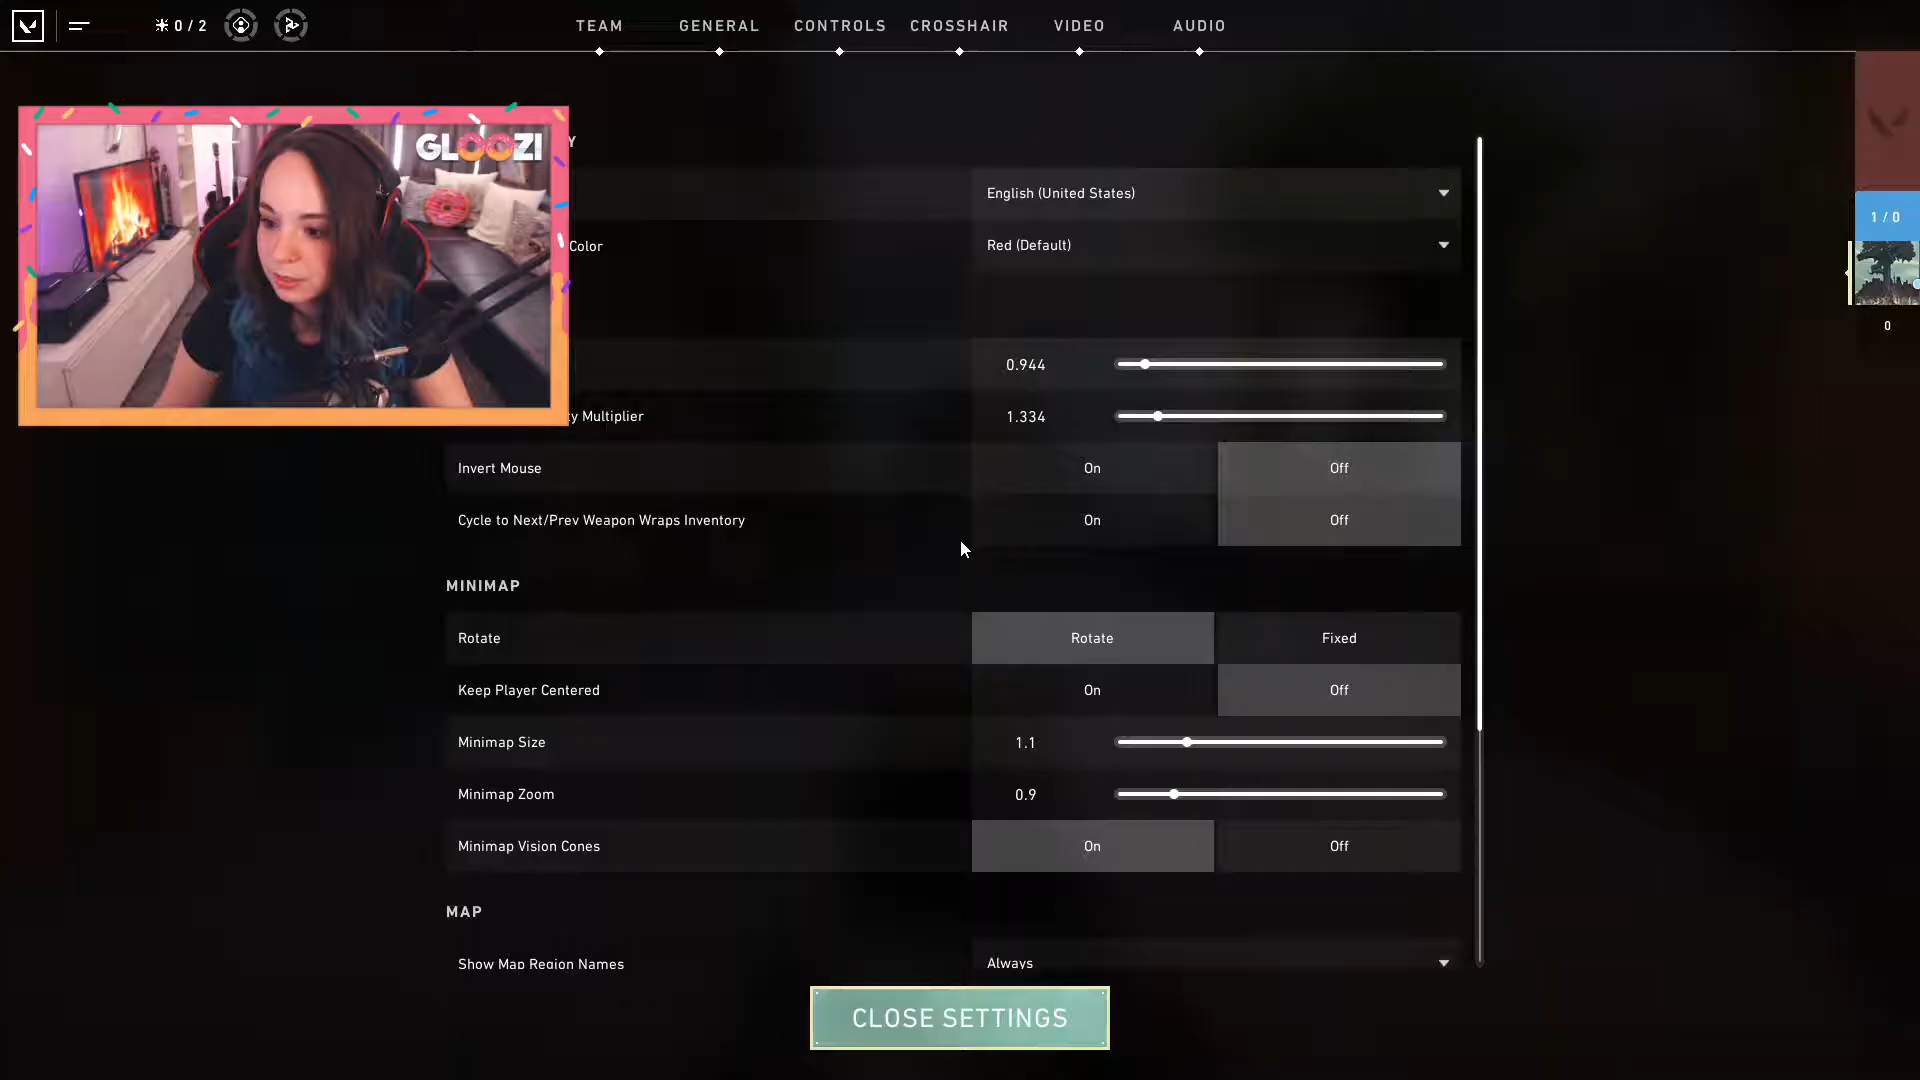 0 / 2
TEAM
GENERAL
CONTROLS
CROSSHAIR
VIDEO
AUDIO
GLOOZI
Y
English (United States)
Color
Red (Default)
1 / 0
0
0.944
ty Multiplier
1.334
Invert Mouse
On
Off
Cycle to Next/Prev Weapon Wraps Inventory
On
Off
MINIMAP
Rotate
Rotate
Fixed
Keep Player Centered
On
Off
Minimap Size
1.1
Minimap Zoom
0.9
Minimap Vision Cones
On
Off
MAP
Show Map Region Names
Always
CLOSE SETTINGS